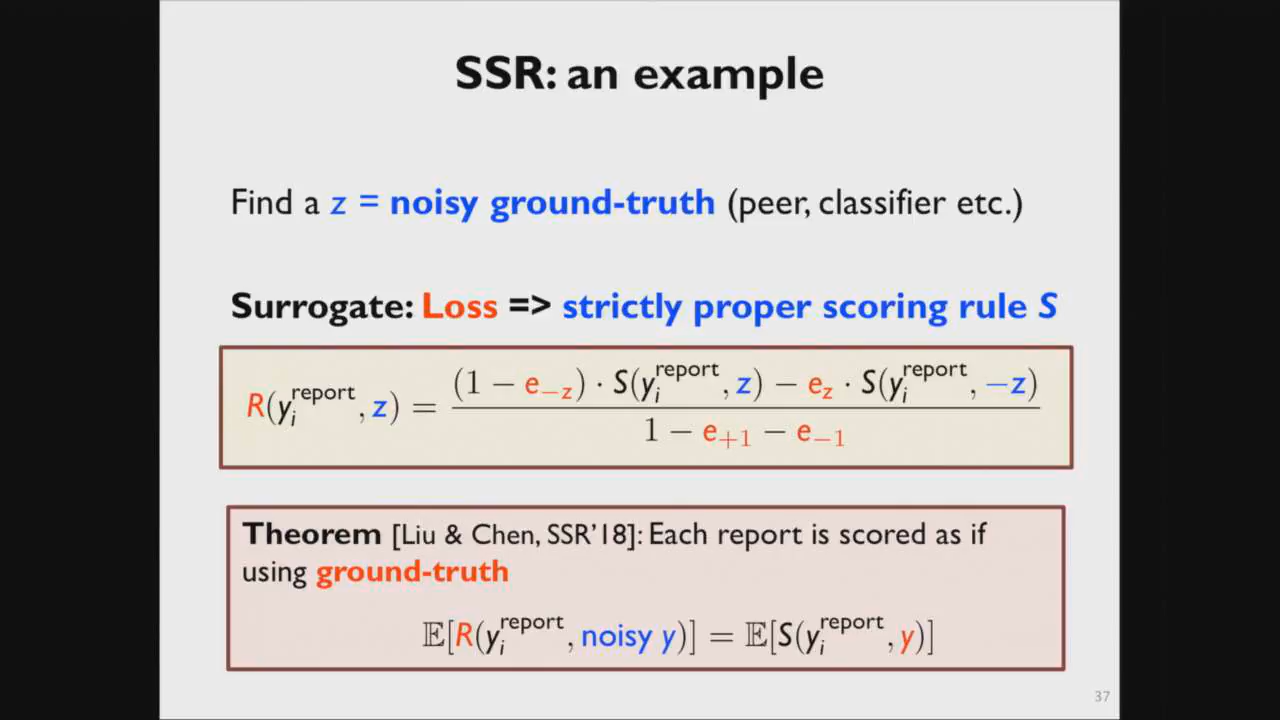 SSR: an example
Find a z = noisy ground-truth (peer, classifier etc.)
Surrogate: Loss => strictly proper scoring rule S
R(y_i^report, z) = ((1 − e_{−z}) · S(y_i^report, z) − e_z · S(y_i^report, −z)) / (1 − e_{+1} − e_{−1})
Theorem [Liu & Chen, SSR'18]: Each report is scored as if
using ground-truth
𝔼[R(y_i^report, noisy y)] = 𝔼[S(y_i^report, y)]
37